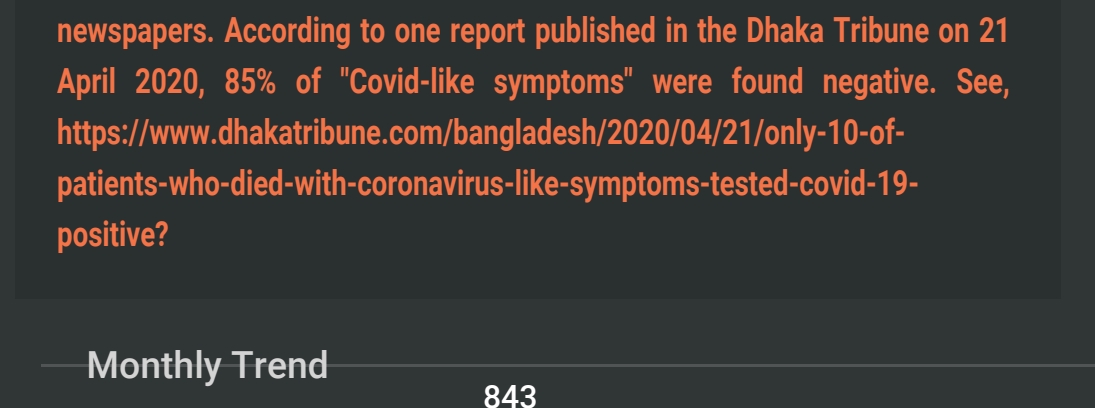 newspapers. According to one report published in the Dhaka Tribune on 21
April 2020, 85% of "Covid-like symptoms" were found negative. See,
https://www.dhakatribune.com/bangladesh/2020/04/21/only-10-of-
patients-who-died-with-coronavirus-like-symptoms-tested-covid-19-
positive?
Monthly Trend
843